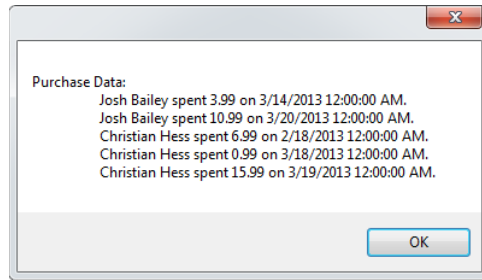 Purchase Data:
Josh Bailey spent 3.99 on 3/14/2013 12:00:00 AM.
Josh Bailey spent 10.99 on 3/20/2013 12:00:00 AM.
Christian Hess spent 6.99 on 2/18/2013 12:00:00 AM.
Christian Hess spent 0.99 on 3/18/2013 12:00:00 AM.
Christian Hess spent 15.99 on 3/19/2013 12:00:00 AM.
OK